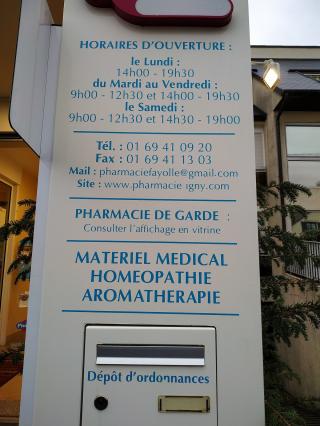 HORAIRES D'OUVERTURE :
le Lundi :
14h00 - 19h30
du Mardi au Vendredi :
9h00 - 12h30 et 14h00 - 19h30
le Samedi :
9h00 - 12h30 et 14h30 - 19h00
Tél. : 01 69 41 09 20
Fax : 01 69 41 13 03
Mail : pharmaciefayolle@gmail.com
Site : www.pharmacie igny.com
PHARMACIE DE GARDE :
Consulter l'affichage en vitrine
MATERIEL MEDICAL
HOMEOPATHIE
AROMATHERAPIE
Dépôt d'ordonnances